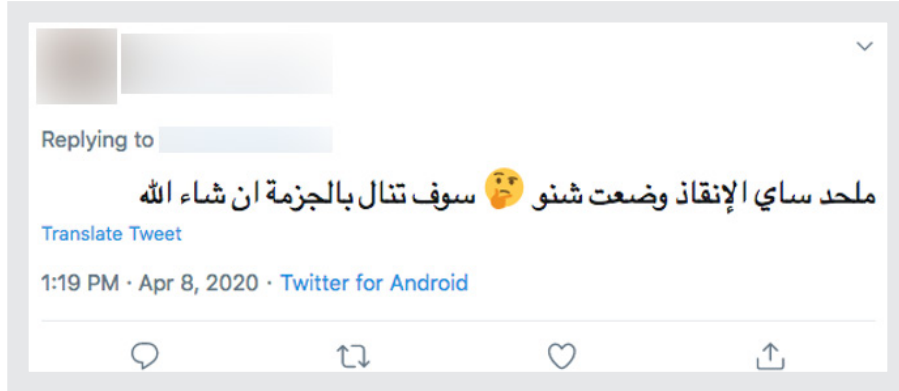 Replying to
ملحد ساي الإنقاذ وضعت شنو 🤔 سوف تنال بالجزمة ان شاء الله
Translate Tweet
1:19 PM · Apr 8, 2020 · Twitter for Android